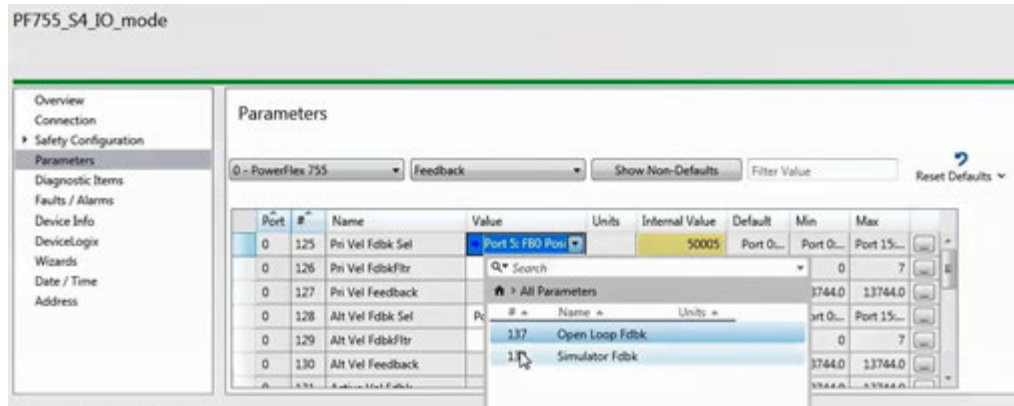 PF755_S4_IO_mode
Overview
Connection
Safety Configuration
Parameters
Diagnostic Items
Faults / Alarms
Device Info
DeviceLogix
Wizards
Date / Time
Address
Parameters
0 - PowerFlex 755 Feedback Show Non-Defaults Filter Value Reset Defaults
Port # Name Value Units Internal Value Default Min Max
0 125 Pri Vel Fdbk Sel Port 5: FB0 Posi 50005 Port 0:... Port 0:... Port 15:... ...
0 126 Pri Vel FdbkFltr 0 7 ...
0 127 Pri Vel Feedback 3744.0 13744.0 ...
0 128 Alt Vel Fdbk Sel ort 0:... Port 15:... ...
0 129 Alt Vel FdbkFltr 0 7 ...
0 130 Alt Vel Feedback 3744.0 13744.0 ...
Search
> All Parameters
# Name Units
137 Open Loop Fdbk
Simulator Fdbk